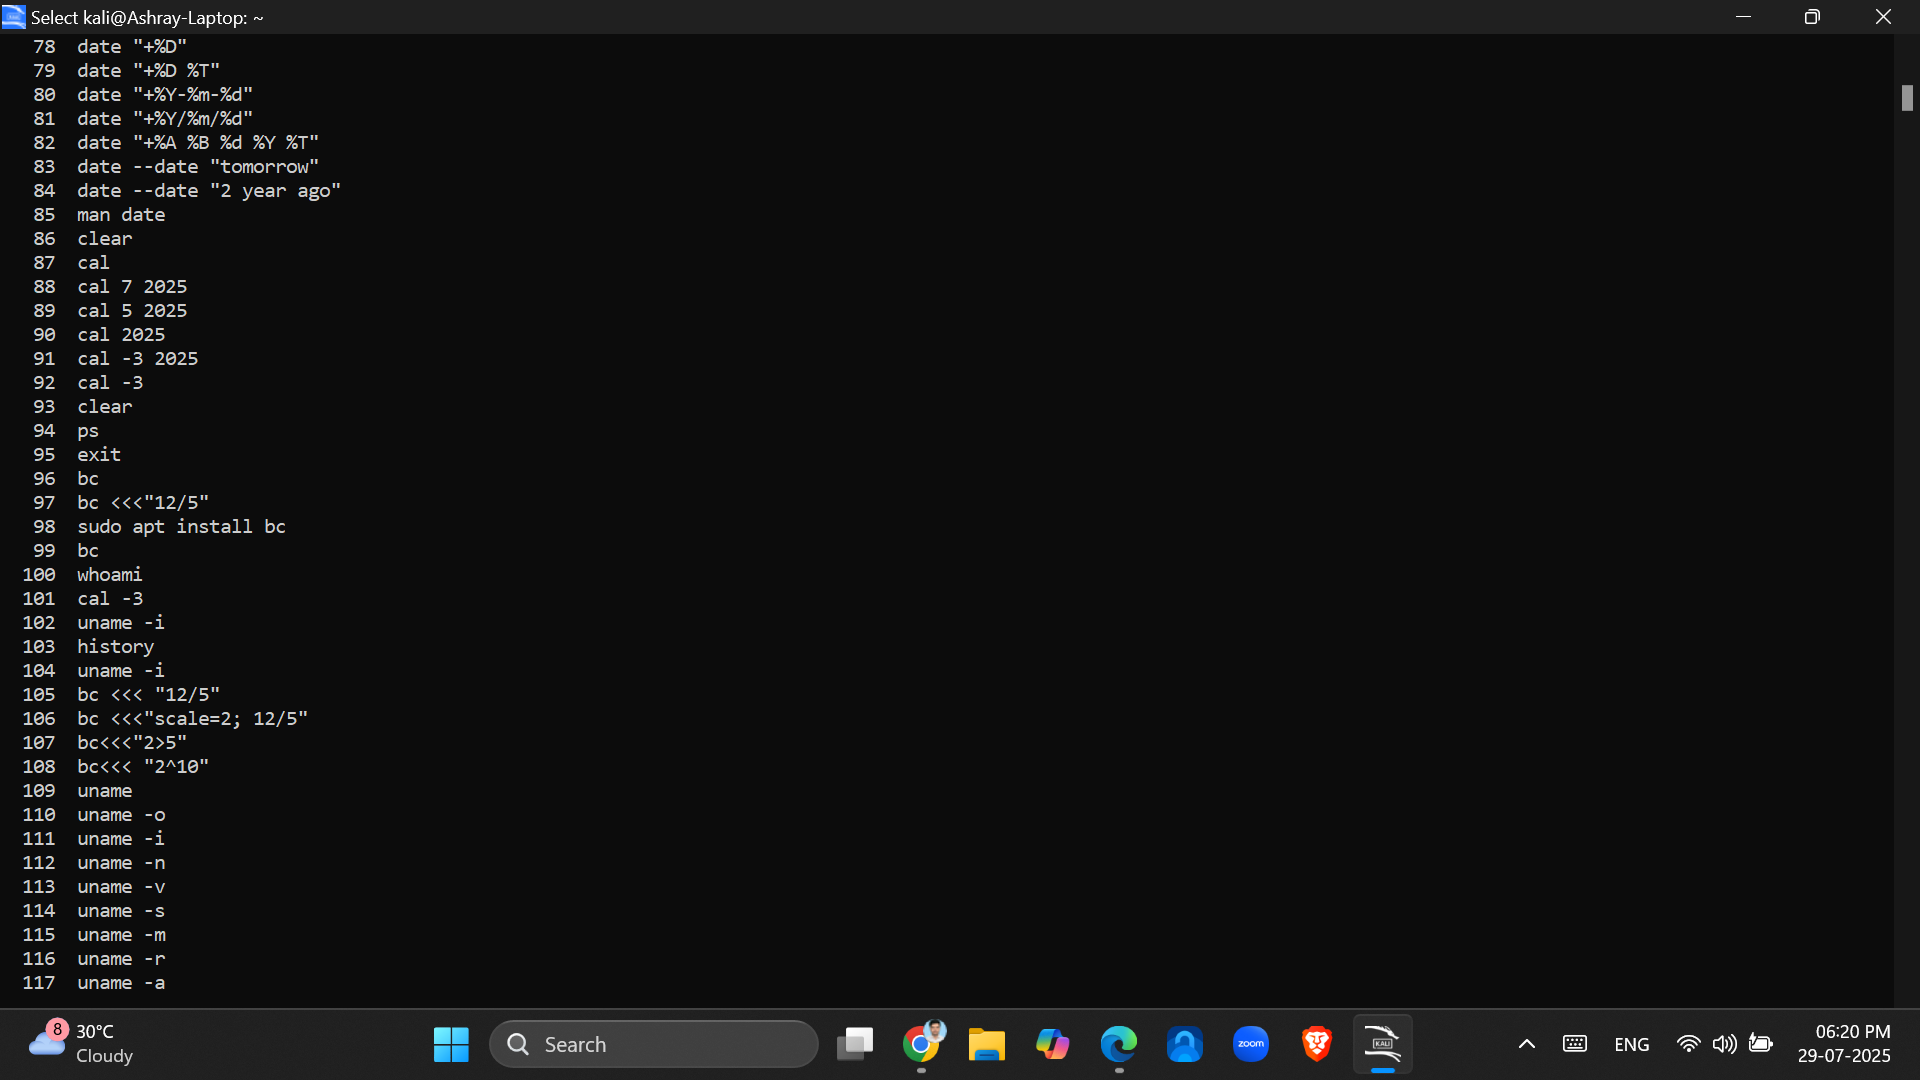 Select kali@Ashray-Laptop: ~
78 date "+%D"
79 date "+%D %T"
80 date "+%Y-%m-%d"
81 date "+%Y/%m/%d"
82 date "+%A %B %d %Y %T"
83 date --date "tomorrow"
84 date --date "2 year ago"
85 man date
86 clear
87 cal
88 cal 7 2025
89 cal 5 2025
90 cal 2025
91 cal -3 2025
92 cal -3
93 clear
94 ps
95 exit
96 bc
97 bc <<<"12/5"
98 sudo apt install bc
99 bc
100 whoami
101 cal -3
102 uname -i
103 history
104 uname -i
105 bc <<< "12/5"
106 bc <<<"scale=2; 12/5"
107 bc<<<"2>5"
108 bc<<< "2^10"
109 uname
110 uname -o
111 uname -i
112 uname -n
113 uname -v
114 uname -s
115 uname -m
116 uname -r
117 uname -a
8
30°C
Cloudy
Search
zoom
KALI
ENG
06:20 PM
29-07-2025